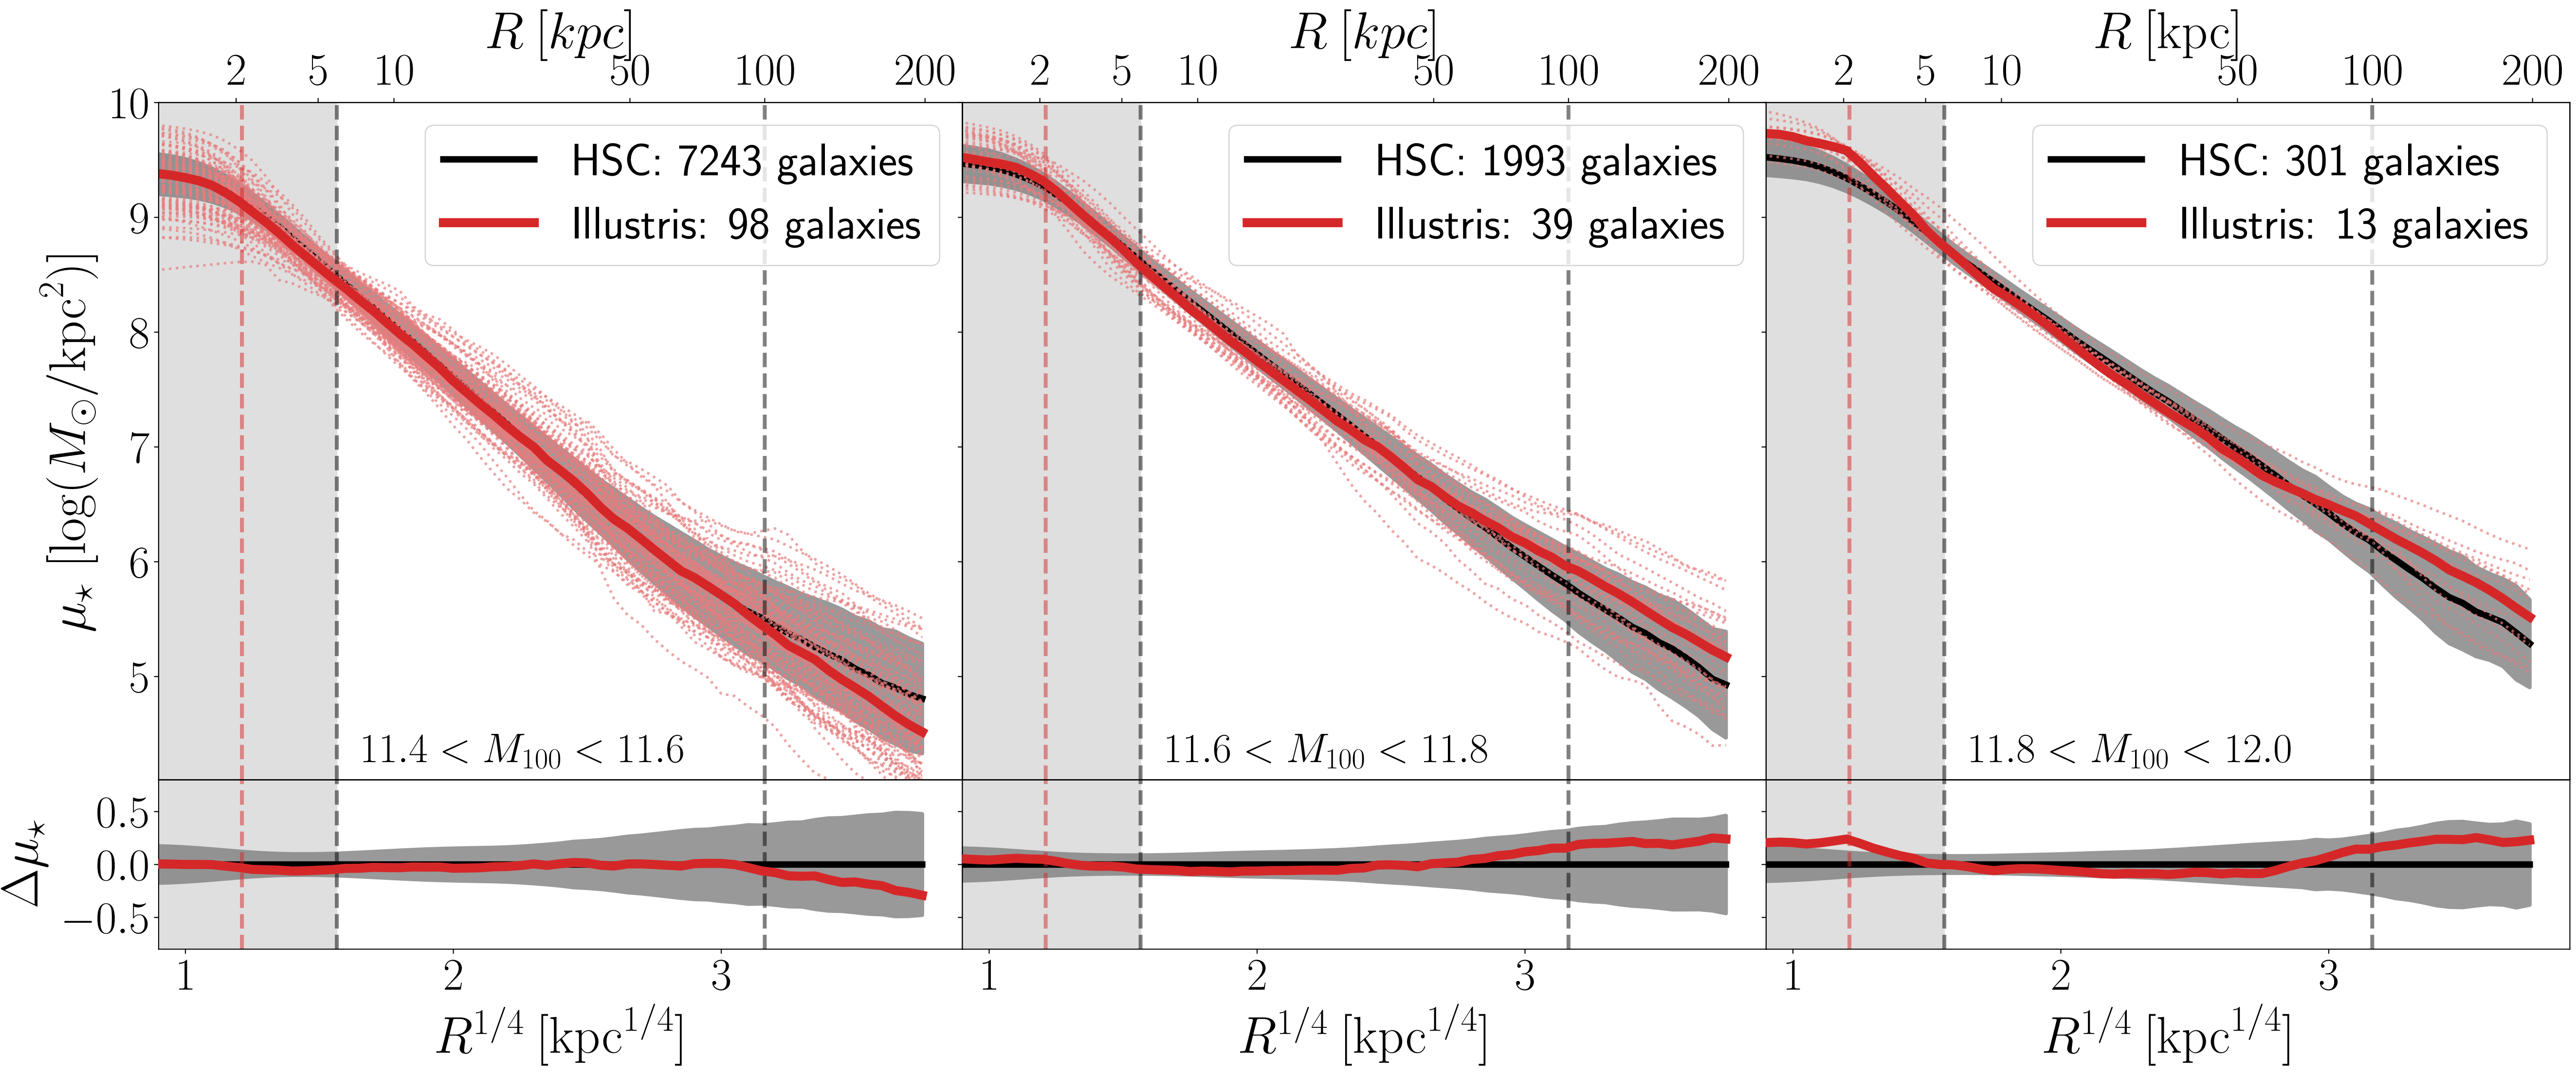 R [kpc] R [kpc] R [kpc]
2 5 10 50 100 200 2 5 10 50 100 200 2 5 10 50 100 200
10
9
8
7
6
5
μ⋆ [log(M⊙/kpc²)]
HSC: 7243 galaxies
Illustris: 98 galaxies
11.4 < M₁₀₀ < 11.6
HSC: 1993 galaxies
Illustris: 39 galaxies
11.6 < M₁₀₀ < 11.8
HSC: 301 galaxies
Illustris: 13 galaxies
11.8 < M₁₀₀ < 12.0
0.5
0.0
−0.5
Δμ⋆
1 2 3 1 2 3 1 2 3
R^{1/4} [kpc^{1/4}] R^{1/4} [kpc^{1/4}] R^{1/4} [kpc^{1/4}]